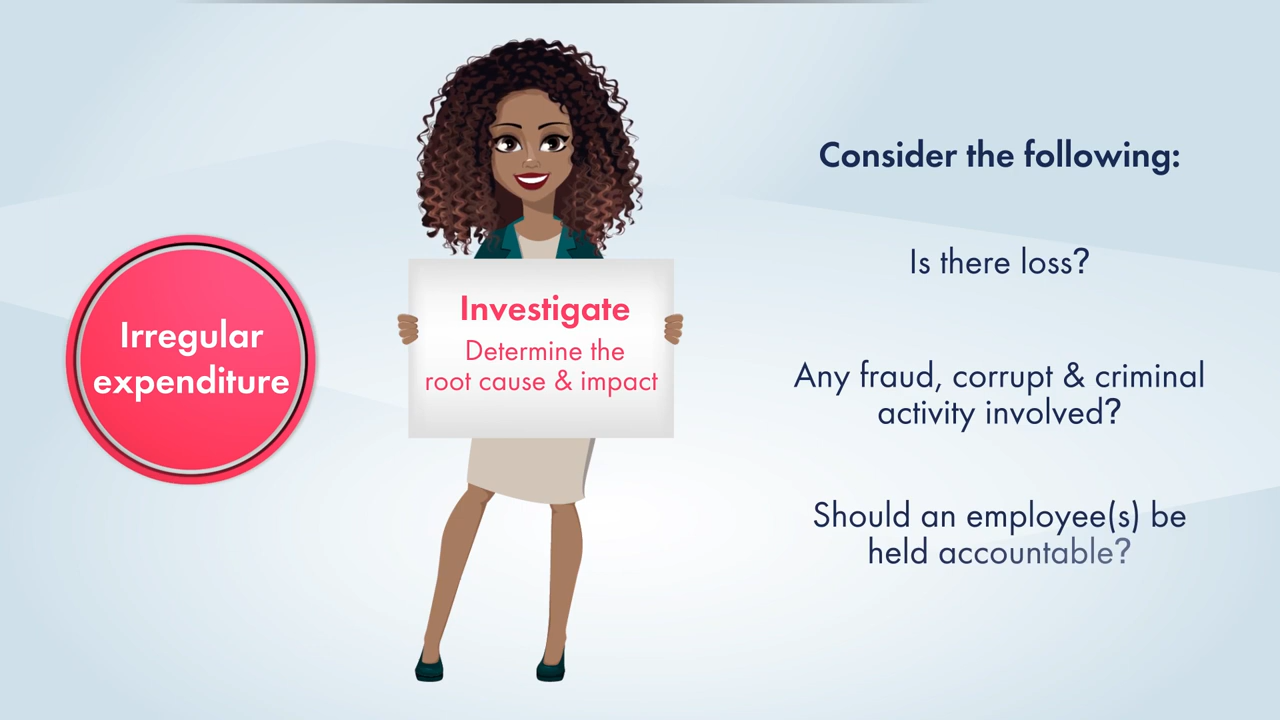 Irregular
expenditure
Investigate
Determine the
root cause & impact
Consider the following:
Is there loss?
Any fraud, corrupt & criminal
activity involved?
Should an employee(s) be
held accountable?